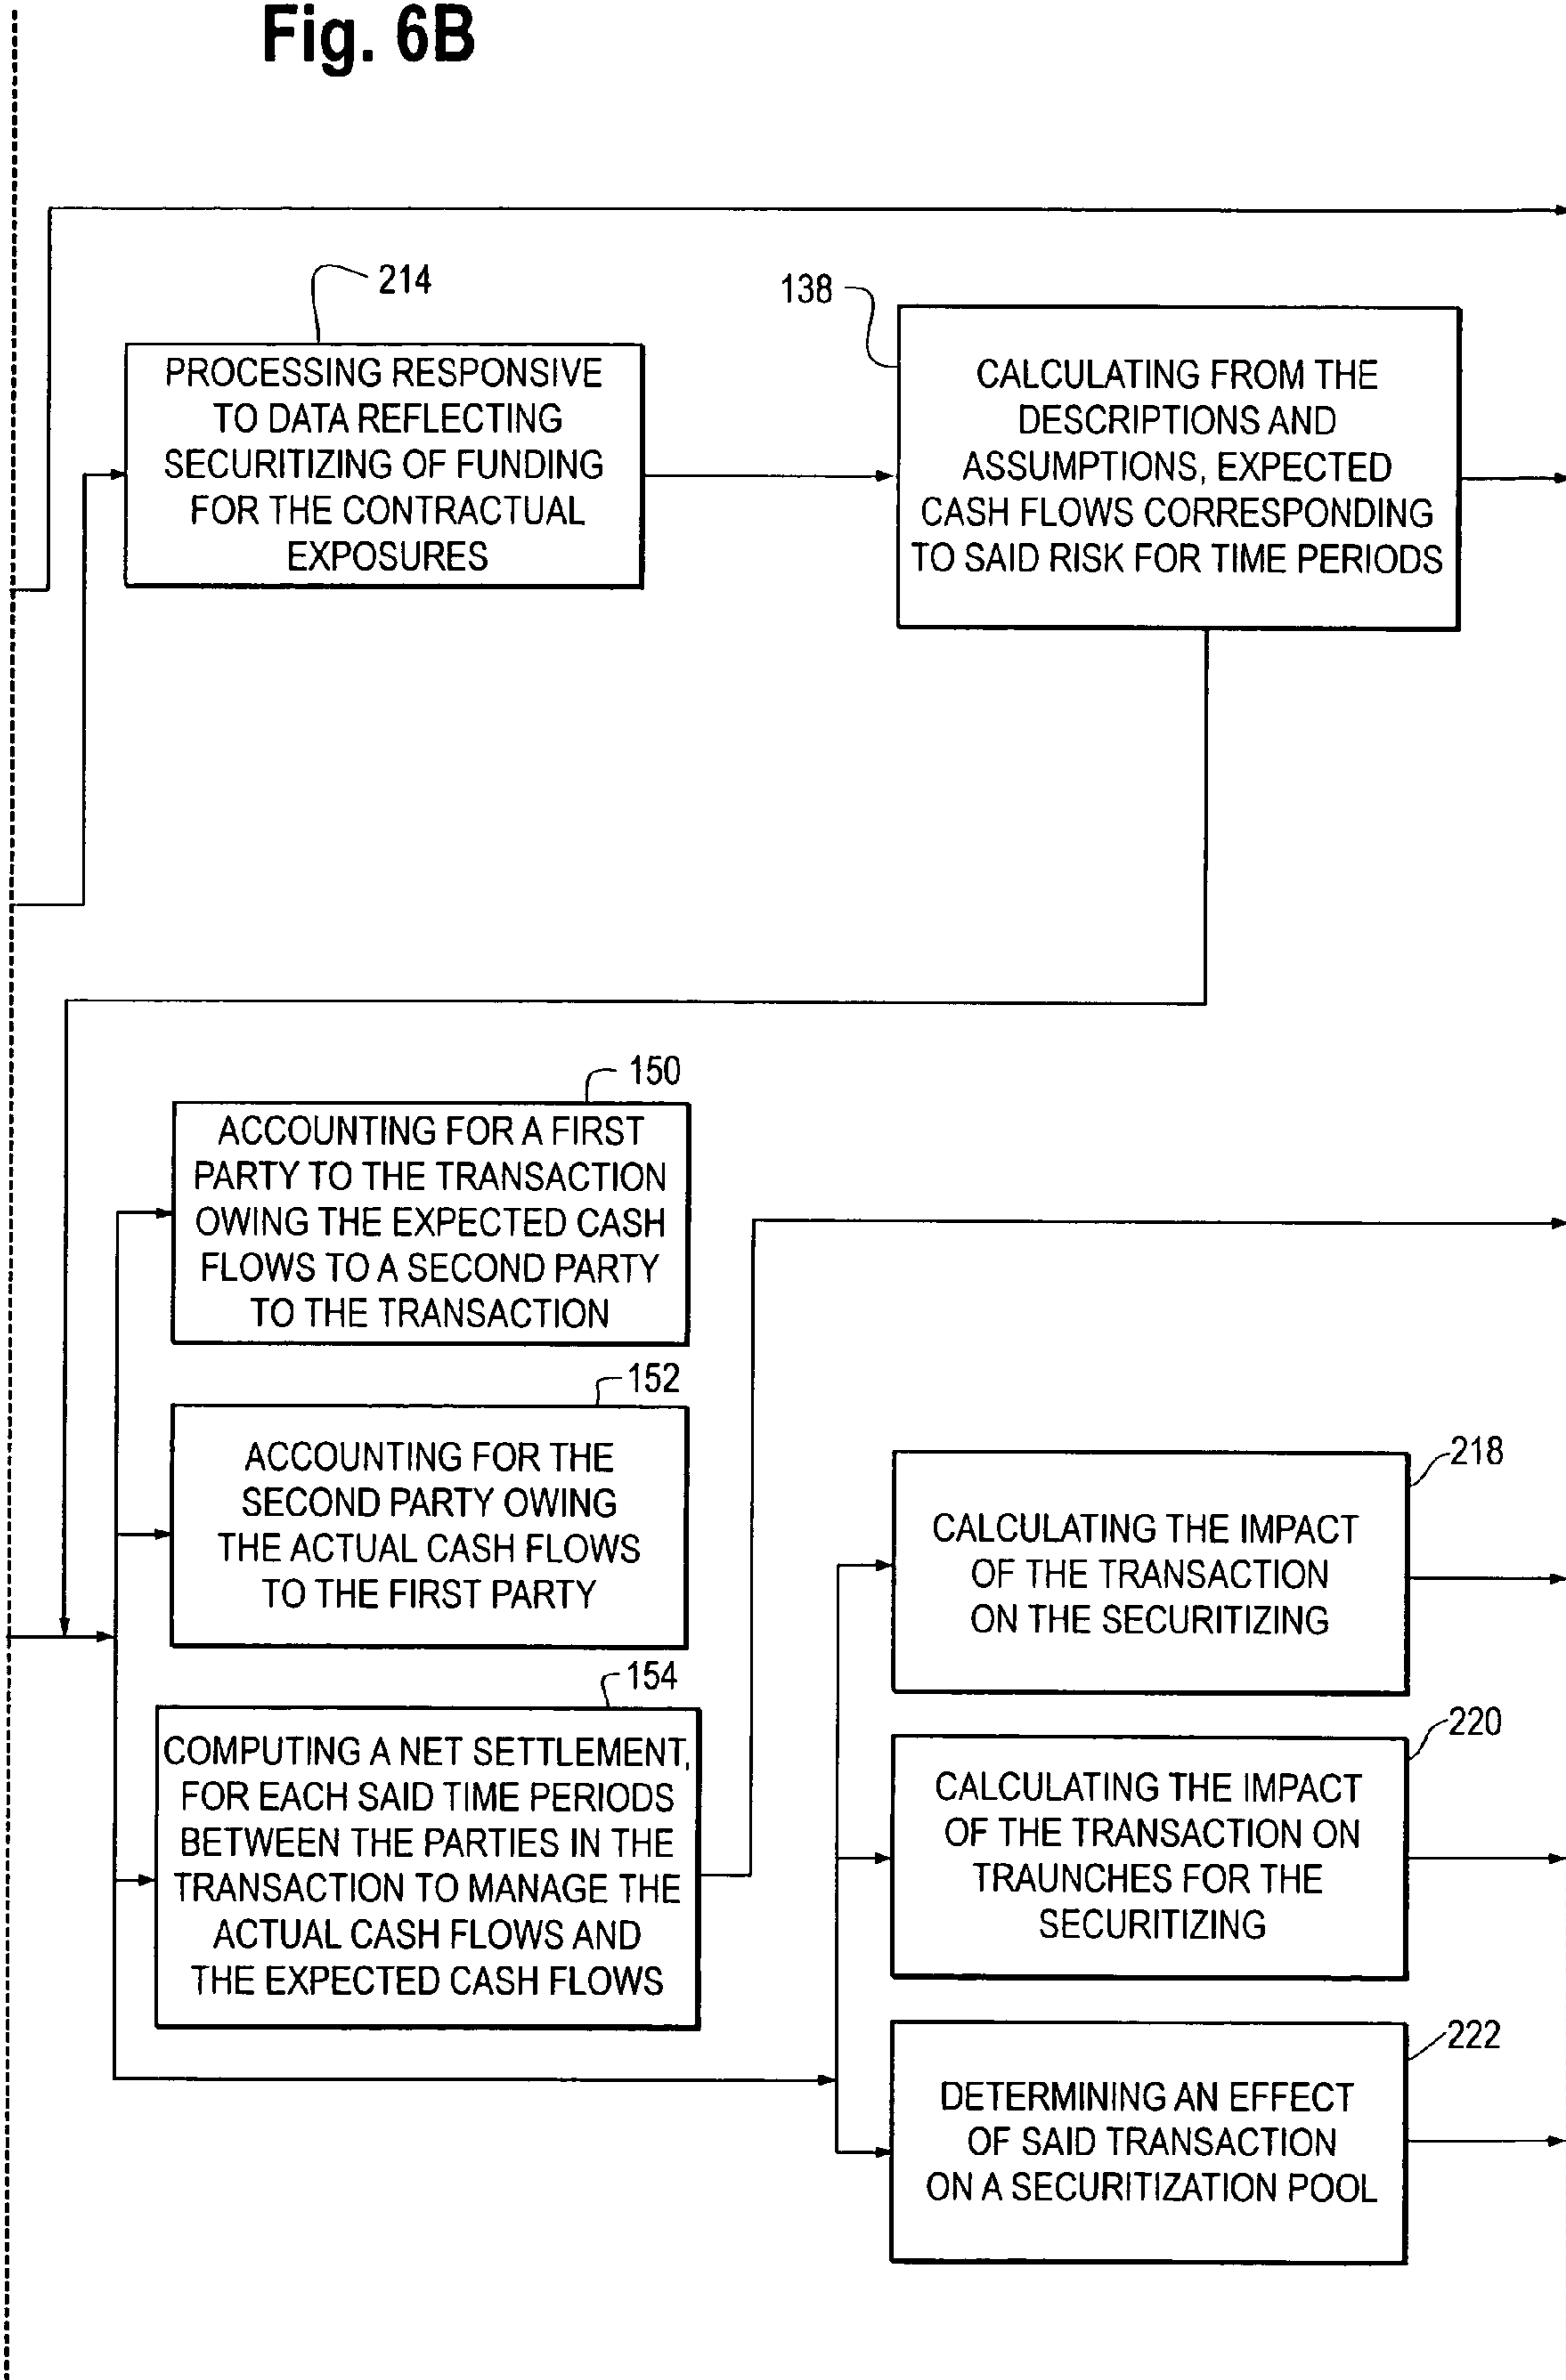 Fig. 6B
214
PROCESSING RESPONSIVE
TO DATA REFLECTING
SECURITIZING OF FUNDING
FOR THE CONTRACTUAL
EXPOSURES
138
CALCULATING FROM THE
DESCRIPTIONS AND
ASSUMPTIONS, EXPECTED
CASH FLOWS CORRESPONDING
TO SAID RISK FOR TIME PERIODS
150
ACCOUNTING FOR A FIRST
PARTY TO THE TRANSACTION
OWING THE EXPECTED CASH
FLOWS TO A SECOND PARTY
TO THE TRANSACTION
152
ACCOUNTING FOR THE
SECOND PARTY OWING
THE ACTUAL CASH FLOWS
TO THE FIRST PARTY
154
COMPUTING A NET SETTLEMENT,
FOR EACH SAID TIME PERIODS
BETWEEN THE PARTIES IN THE
TRANSACTION TO MANAGE THE
ACTUAL CASH FLOWS AND
THE EXPECTED CASH FLOWS
218
CALCULATING THE IMPACT
OF THE TRANSACTION
ON THE SECURITIZING
220
CALCULATING THE IMPACT
OF THE TRANSACTION ON
TRAUNCHES FOR THE
SECURITIZING
222
DETERMINING AN EFFECT
OF SAID TRANSACTION
ON A SECURITIZATION POOL